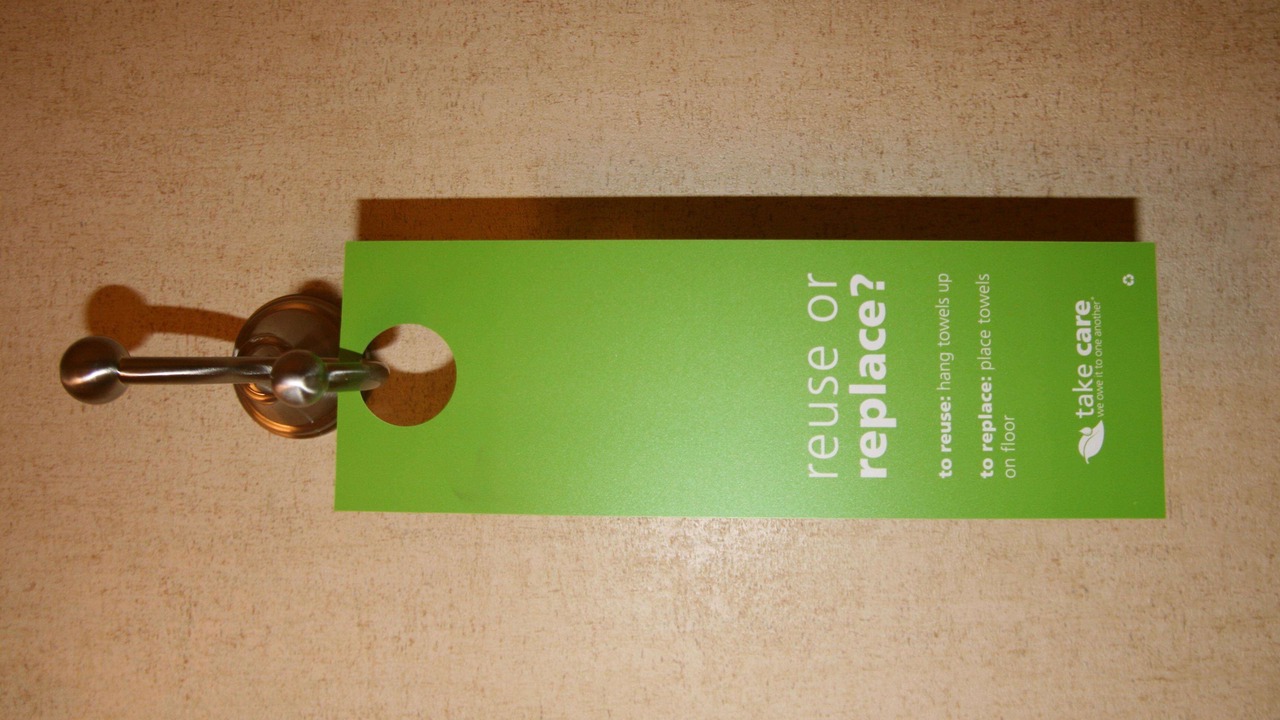 reuse or
replace?
to reuse: hang towels up
to replace: place towels
on floor
take care
we owe it to one another